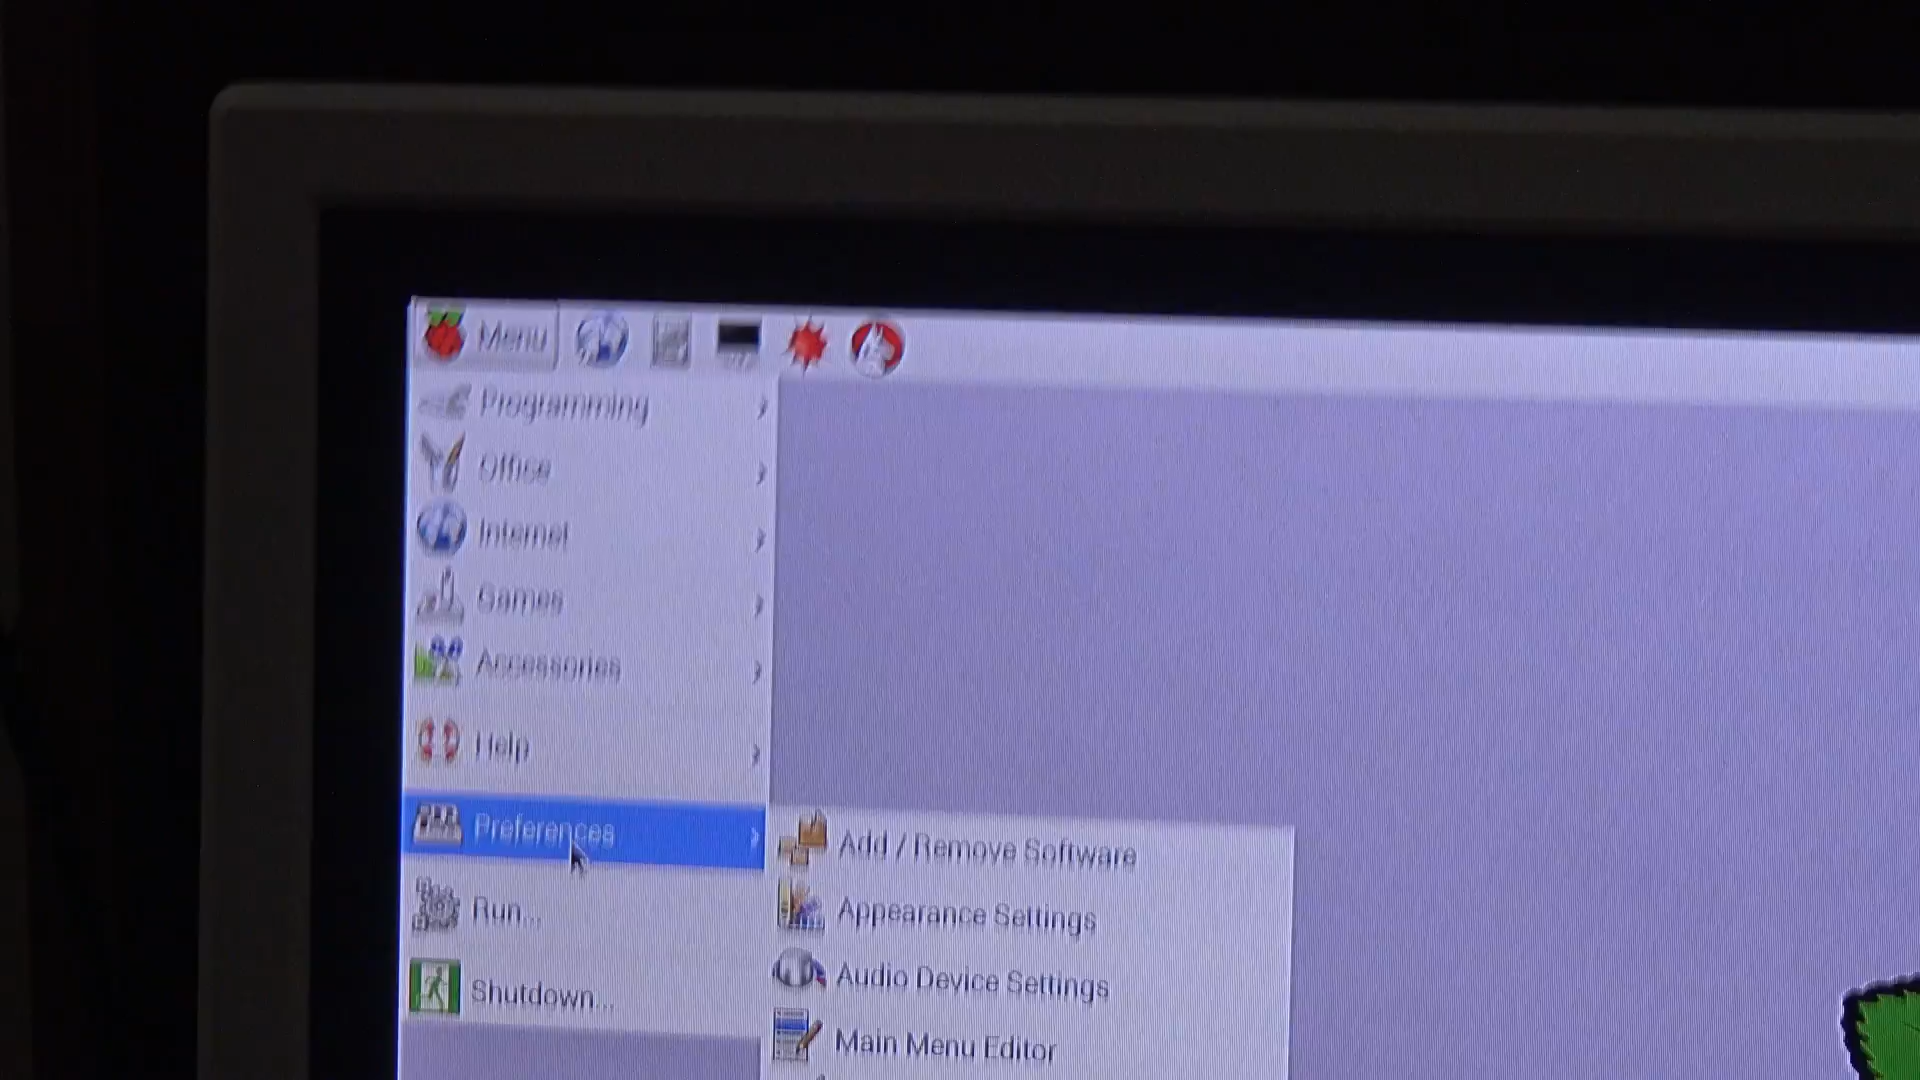 Menu
Programming
Office
Internet
Games
Accessories
Help
Preferences
Run...
Shutdown...
Add / Remove Software
Appearance Settings
Audio Device Settings
Main Menu Editor